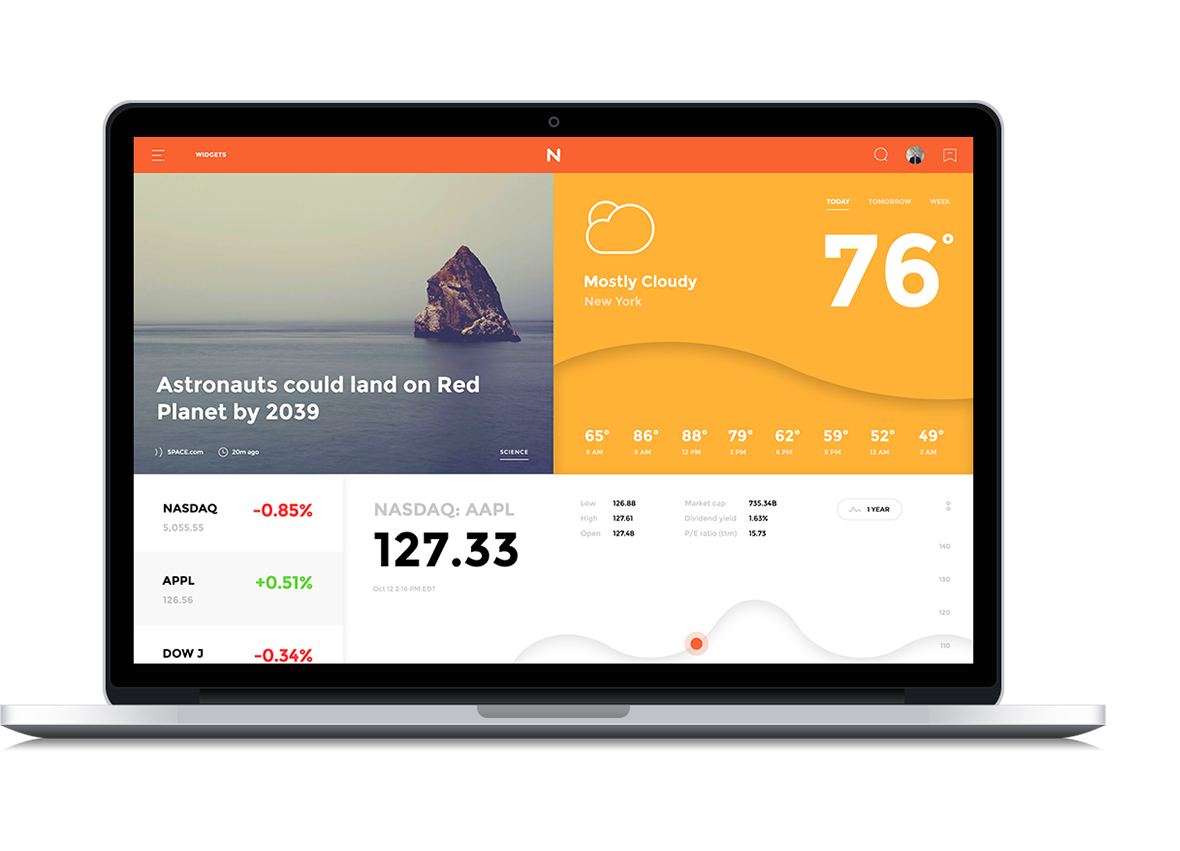 WIDGETS
N
Astronauts could land on Red
Planet by 2039
SPACE.com
20m ago
SCIENCE
TODAY TOMORROW WEEK
76°
Mostly Cloudy
New York
65° 86° 88° 79° 62° 59° 52° 49°
6 AM 9 AM 12 PM 3 PM 6 PM 9 PM 12 AM 3 AM
NASDAQ -0.85%
5,055.55
APPL +0.51%
126.56
DOW J -0.34%
NASDAQ: AAPL
127.33
Oct 12 2:16 PM EDT
Low 126.88
High 127.61
Open 127.48
Market cap 735.34B
Dividend yield 1.63%
P/E ratio (ttm) 15.73
1 YEAR
140
130
120
110